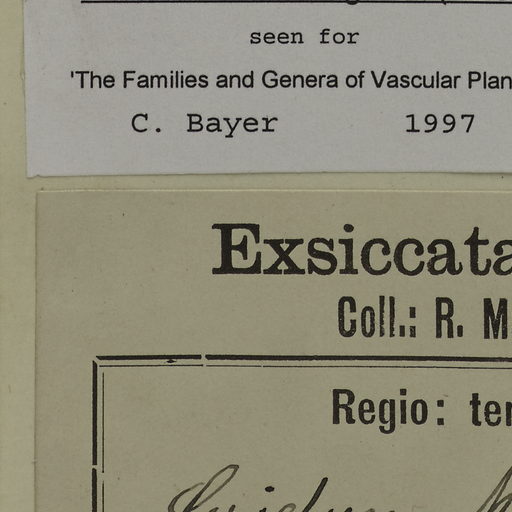 seen for
'The Families and Genera of Vascular Plan
C. Bayer 1997
Exsiccata
Coll.: R. M
Regio: ter